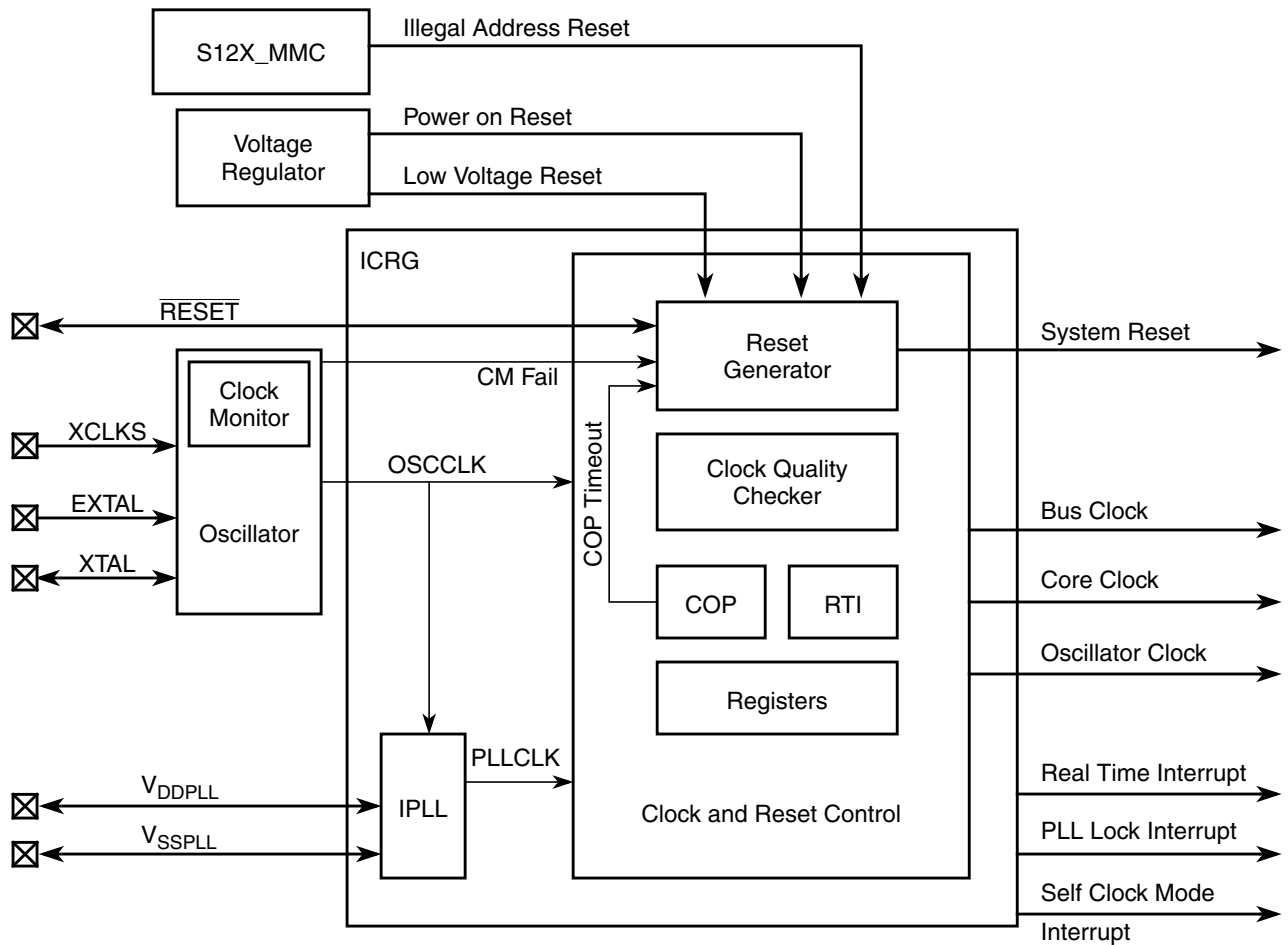 Illegal Address Reset
S12X_MMC
Power on Reset
Voltage
Regulator
Low Voltage Reset
ICRG
RESET
Reset
Generator
System Reset
CM Fail
Clock
Monitor
XCLKS
OSCCLK
COP Timeout
Clock Quality
Checker
EXTAL
Oscillator
Bus Clock
XTAL
COP
RTI
Core Clock
Oscillator Clock
Registers
PLLCLK
Real Time Interrupt
VDDPLL
IPLL
Clock and Reset Control
VSSPLL
PLL Lock Interrupt
Self Clock Mode
Interrupt